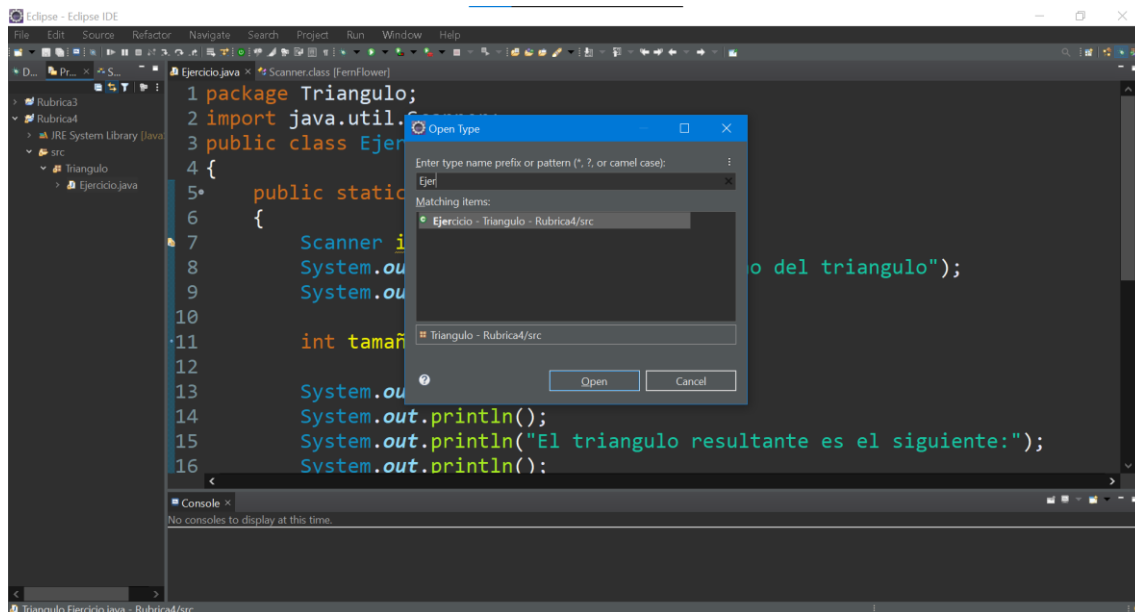 Eclipse - Eclipse IDE
File Edit Source Refactor Navigate Search Project Run Window Help
D... Pr... × S...
Ejercicio.java × Scanner.class [FernFlower]
Rubrica3
Rubrica4
JRE System Library [Java
src
Triangulo
Ejercicio.java
1 package Triangulo;
2 import java.util.
3 public class Ejer
4 {
5 public static
6 {
7 Scanner i
8 System.ou o del triangulo");
9 System.ou
10
11 int tamañ
12
13 System.ou
14 System.out.println();
15 System.out.println("El triangulo resultante es el siguiente:");
16 System.out.println();
Open Type
Enter type name prefix or pattern (*, ?, or camel case):
Ejer
Matching items:
Ejercicio - Triangulo - Rubrica4/src
Triangulo - Rubrica4/src
Open Cancel
Console ×
No consoles to display at this time.
Triangulo.Ejercicio.java - Rubrica4/src